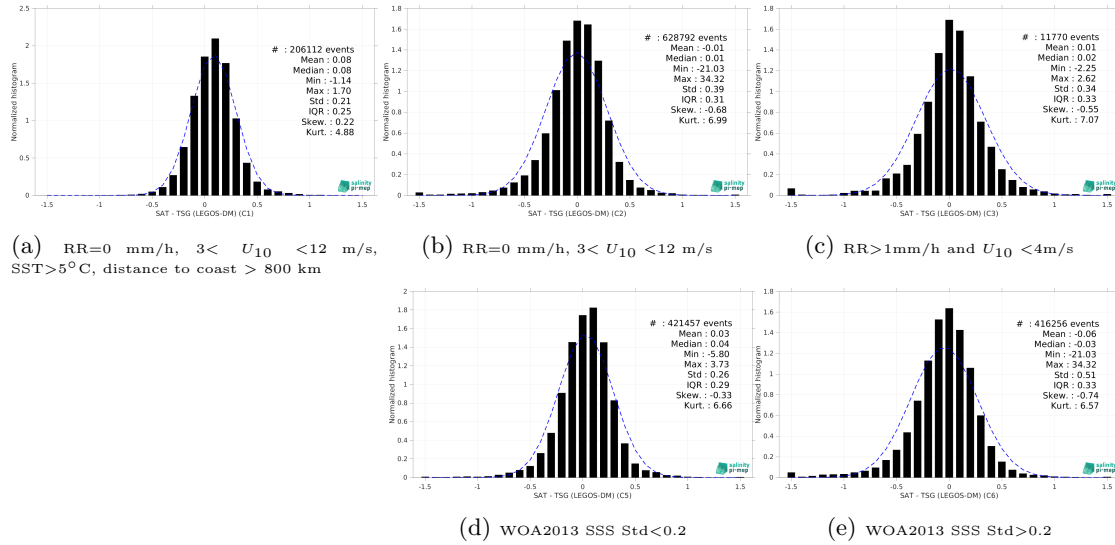 2.5
2
1.5
1
0.5
0
Normalized histogram
-1.5
-1
-0.5
0
0.5
1
1.5
# : 206112 events
Mean : 0.08
Median : 0.08
Min : -1.14
Max : 1.70
Std : 0.21
IQR : 0.25
Skew. : 0.22
Kurt. : 4.88
salinity
pi-mep
SAT - TSG (LEGOS-DM) (C1)
(a) RR=0 mm/h, 3< U10 <12 m/s,
SST>5°C, distance to coast > 800 km
1.8
1.6
1.4
1.2
1
0.8
0.6
0.4
0.2
0
Normalized histogram
-1.5
-1
-0.5
0
0.5
1
1.5
# : 628792 events
Mean : -0.01
Median : 0.01
Min : -21.03
Max : 34.32
Std : 0.39
IQR : 0.31
Skew. : -0.68
Kurt. : 6.99
salinity
pi-mep
SAT - TSG (LEGOS-DM) (C2)
(b) RR=0 mm/h, 3< U10 <12 m/s
1.8
1.6
1.4
1.2
1
0.8
0.6
0.4
0.2
0
Normalized histogram
-1.5
-1
-0.5
0
0.5
1
1.5
# : 11770 events
Mean : 0.01
Median : 0.02
Min : -2.25
Max : 2.62
Std : 0.34
IQR : 0.33
Skew. : -0.55
Kurt. : 7.07
salinity
pi-mep
SAT - TSG (LEGOS-DM) (C3)
(c) RR>1mm/h and U10 <4m/s
2
1.8
1.6
1.4
1.2
1
0.8
0.6
0.4
0.2
0
Normalized histogram
-1.5
-1
-0.5
0
0.5
1
1.5
# : 421457 events
Mean : 0.03
Median : 0.04
Min : -5.80
Max : 3.73
Std : 0.26
IQR : 0.29
Skew. : -0.33
Kurt. : 6.66
salinity
pi-mep
SAT - TSG (LEGOS-DM) (C5)
(d) WOA2013 SSS Std<0.2
1.8
1.6
1.4
1.2
1
0.8
0.6
0.4
0.2
0
Normalized histogram
-1.5
-1
-0.5
0
0.5
1
1.5
# : 416256 events
Mean : -0.06
Median : -0.03
Min : -21.03
Max : 34.32
Std : 0.51
IQR : 0.33
Skew. : -0.74
Kurt. : 6.57
salinity
pi-mep
SAT - TSG (LEGOS-DM) (C6)
(e) WOA2013 SSS Std>0.2